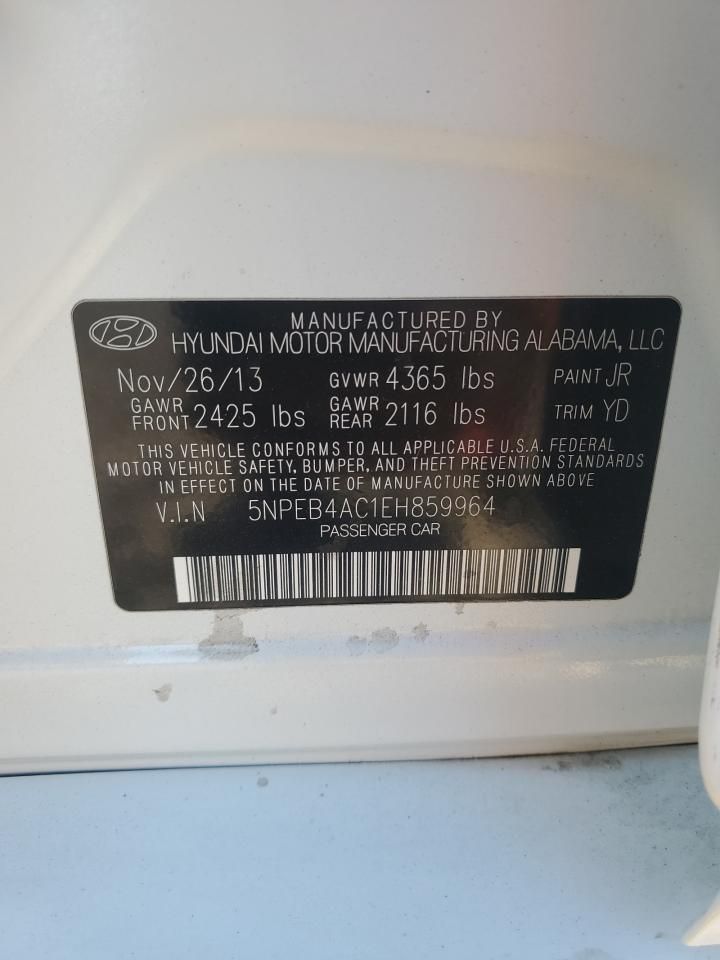 MANUFACTURED BY
HYUNDAI MOTOR MANUFACTURING ALABAMA, LLC
Nov/26/13 GVWR 4365 lbs PAINT JR
GAWR FRONT 2425 lbs GAWR REAR 2116 lbs TRIM YD
THIS VEHICLE CONFORMS TO ALL APPLICABLE U.S.A. FEDERAL
MOTOR VEHICLE SAFETY, BUMPER, AND THEFT PREVENTION STANDARDS
IN EFFECT ON THE DATE OF MANUFACTURE SHOWN ABOVE.
V.I.N 5NPEB4AC1EH859964
PASSENGER CAR